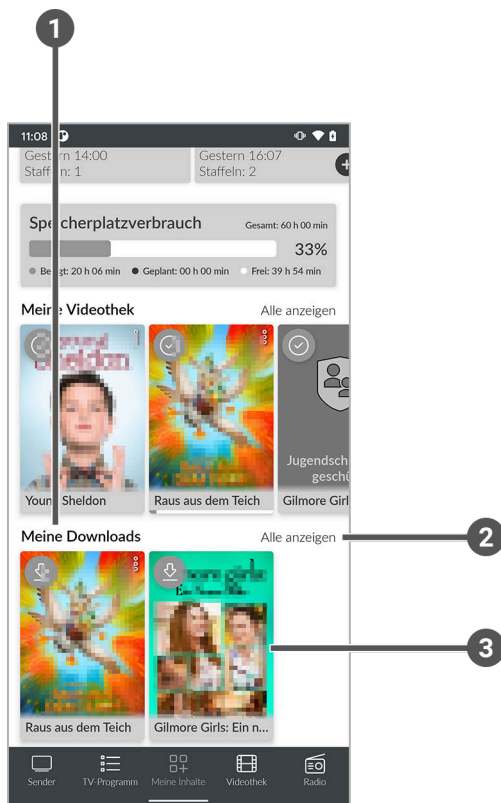 1
11:08
Gestern 14:00
Staffeln: 1
Gestern 16:07
Staffeln: 2
Speicherplatzverbrauch
Gesamt: 60 h 00 min
33%
Belegt: 20 h 06 min
Geplant: 00 h 00 min
Frei: 39 h 54 min
Meine Videothek
Alle anzeigen
Young Sheldon
Raus aus dem Teich
Jugendsch
geschü
Gilmore Girl
Meine Downloads
Alle anzeigen
2
3
Raus aus dem Teich
Gilmore Girls: Ein n...
Sender
TV-Programm
Meine Inhalte
Videothek
Radio